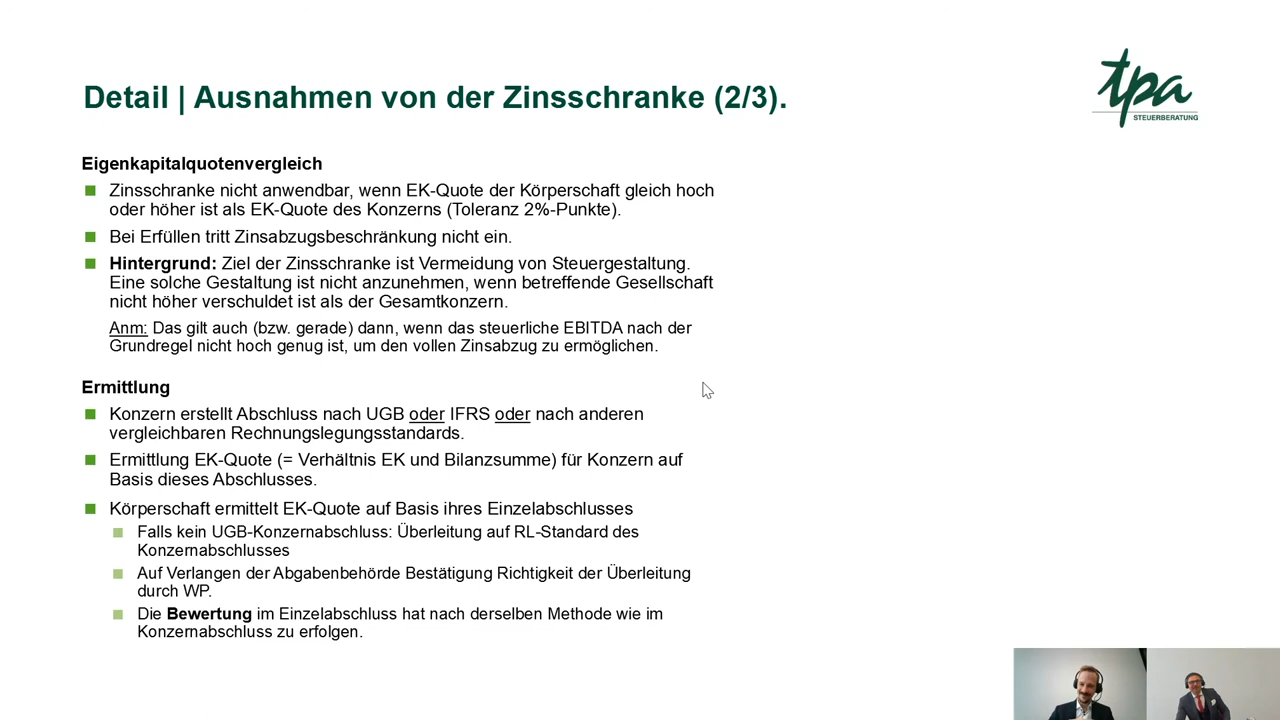 Detail | Ausnahmen von der Zinsschranke (2/3).
tpa
STEUERBERATUNG
Eigenkapitalquotenvergleich
Zinsschranke nicht anwendbar, wenn EK-Quote der Körperschaft gleich hoch
oder höher ist als EK-Quote des Konzerns (Toleranz 2%-Punkte).
Bei Erfüllen tritt Zinsabzugsbeschränkung nicht ein.
Hintergrund: Ziel der Zinsschranke ist Vermeidung von Steuergestaltung.
Eine solche Gestaltung ist nicht anzunehmen, wenn betreffende Gesellschaft
nicht höher verschuldet ist als der Gesamtkonzern.
Anm: Das gilt auch (bzw. gerade) dann, wenn das steuerliche EBITDA nach der
Grundregel nicht hoch genug ist, um den vollen Zinsabzug zu ermöglichen.
Ermittlung
Konzern erstellt Abschluss nach UGB oder IFRS oder nach anderen
vergleichbaren Rechnungslegungsstandards.
Ermittlung EK-Quote (= Verhältnis EK und Bilanzsumme) für Konzern auf
Basis dieses Abschlusses.
Körperschaft ermittelt EK-Quote auf Basis ihres Einzelabschlusses
Falls kein UGB-Konzernabschluss: Überleitung auf RL-Standard des
Konzernabschlusses
Auf Verlangen der Abgabenbehörde Bestätigung Richtigkeit der Überleitung
durch WP.
Die Bewertung im Einzelabschluss hat nach derselben Methode wie im
Konzernabschluss zu erfolgen.